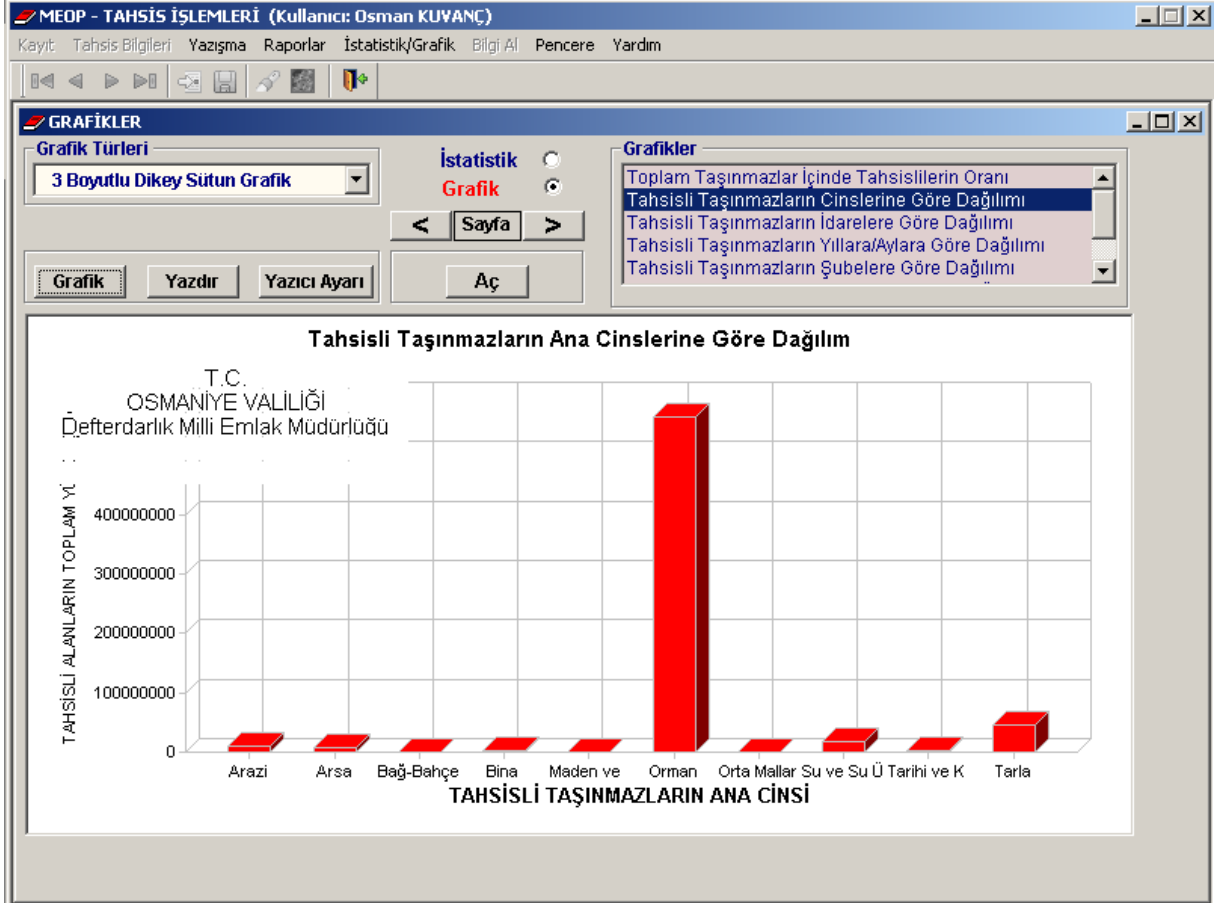 MEOP - TAHSİS İŞLEMLERİ (Kullanıcı: Osman KUVANÇ)
Kayıt Tahsis Bilgileri Yazışma Raporlar İstatistik/Grafik Bilgi Al Pencere Yardım
GRAFİKLER
Grafik Türleri
3 Boyutlu Dikey Sütun Grafik
İstatistik
Grafik
< Sayfa >
Grafik Yazdır Yazıcı Ayarı
Aç
Grafikler
Toplam Taşınmazlar İçinde Tahsislilerin Oranı
Tahsisli Taşınmazların Cinslerine Göre Dağılımı
Tahsisli Taşınmazların İdarelere Göre Dağılımı
Tahsisli Taşınmazların Yıllara/Aylara Göre Dağılımı
Tahsisli Taşınmazların Şubelere Göre Dağılımı
Tahsisli Taşınmazların Ana Cinslerine Göre Dağılım
T.C.
OSMANİYE VALİLİĞİ
Defterdarlık Milli Emlak Müdürlüğü
TAHSİSLİ ALANLARIN TOPLAM
400000000
300000000
200000000
100000000
0
Arazi Arsa Bağ-Bahçe Bina Maden ve Orman Orta Mallar Su ve Su Ü Tarihi ve K Tarla
TAHSİSLİ TAŞINMAZLARIN ANA CİNSİ